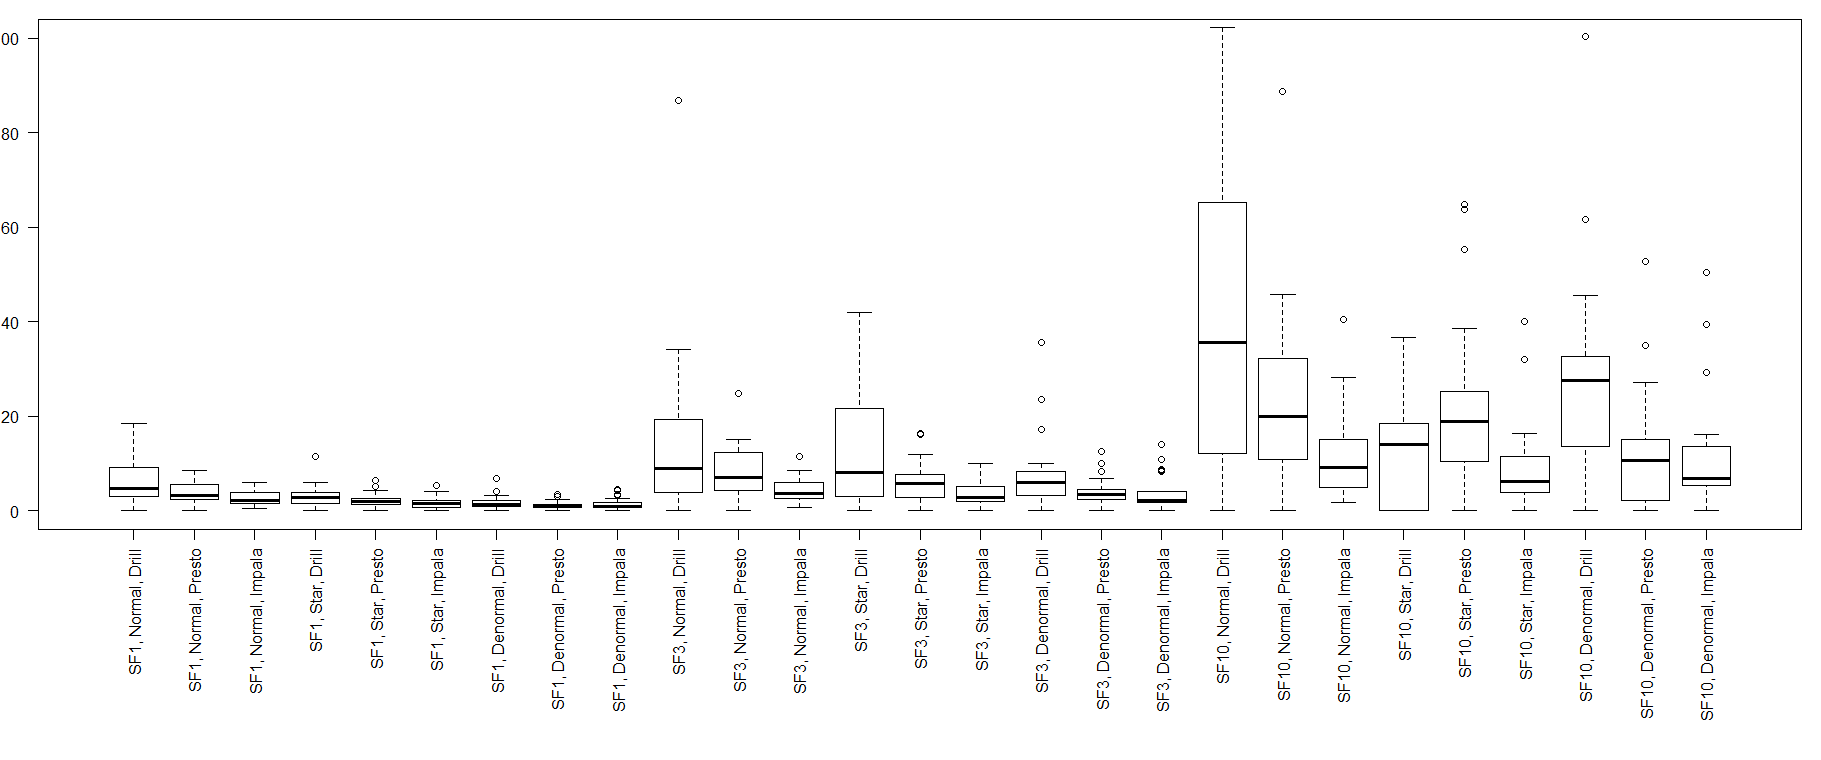 00
80
60
40
20
0
SF1, Normal, Drill
SF1, Normal, Presto
SF1, Normal, Impala
SF1, Star, Drill
SF1, Star, Presto
SF1, Star, Impala
SF1, Denormal, Drill
SF1, Denormal, Presto
SF1, Denormal, Impala
SF3, Normal, Drill
SF3, Normal, Presto
SF3, Normal, Impala
SF3, Star, Drill
SF3, Star, Presto
SF3, Star, Impala
SF3, Denormal, Drill
SF3, Denormal, Presto
SF3, Denormal, Impala
SF10, Normal, Drill
SF10, Normal, Presto
SF10, Normal, Impala
SF10, Star, Drill
SF10, Star, Presto
SF10, Star, Impala
SF10, Denormal, Drill
SF10, Denormal, Presto
SF10, Denormal, Impala